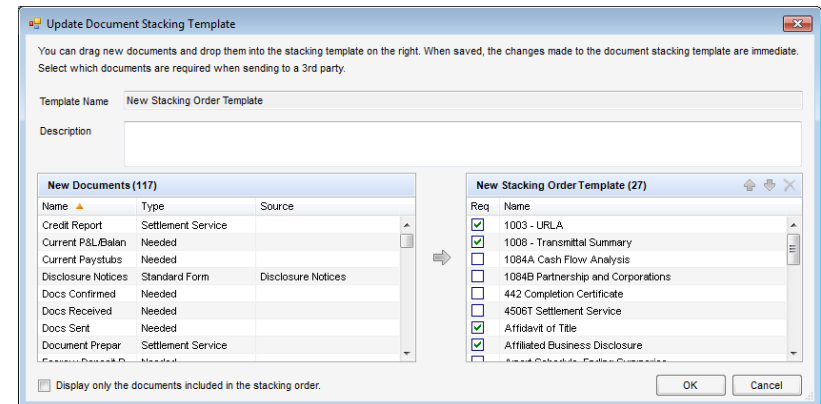 Update Document Stacking Template
You can drag new documents and drop them into the stacking template on the right. When saved, the changes made to the document stacking template are immediate.
Select which documents are required when sending to a 3rd party.
Template Name New Stacking Order Template
Description
New Documents (117)
Name Type Source
Credit Report Settlement Service
Current P&L/Balan Needed
Current Paystubs Needed
Disclosure Notices Standard Form Disclosure Notices
Docs Confirmed Needed
Docs Received Needed
Docs Sent Needed
Document Prepar Settlement Service
New Stacking Order Template (27)
Req Name
1003 - URLA
1008 - Transmittal Summary
1084A Cash Flow Analysis
1084B Partnership and Corporations
442 Completion Certificate
4506T Settlement Service
Affidavit of Title
Affiliated Business Disclosure
Display only the documents included in the stacking order.
OK Cancel